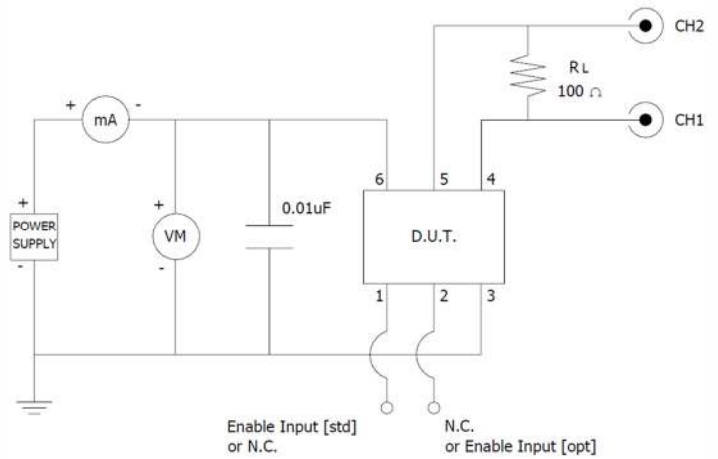 CH2
RL
100 Ω
CH1
+ mA -
6 5 4
+
POWER
SUPPLY
-
+
VM
-
0.01uF
D.U.T.
1 2 3
Enable Input [std]
or N.C.
N.C.
or Enable Input [opt]